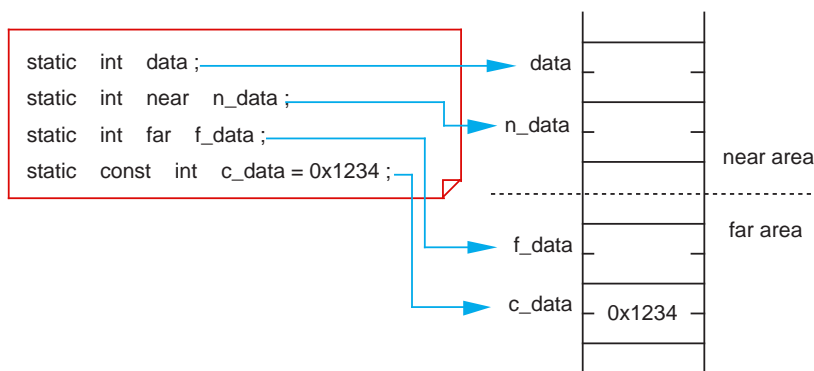 static int data ;
static int near n_data ;
static int far f_data ;
static const int c_data = 0x1234 ;
data
n_data
near area
far area
f_data
c_data
0x1234